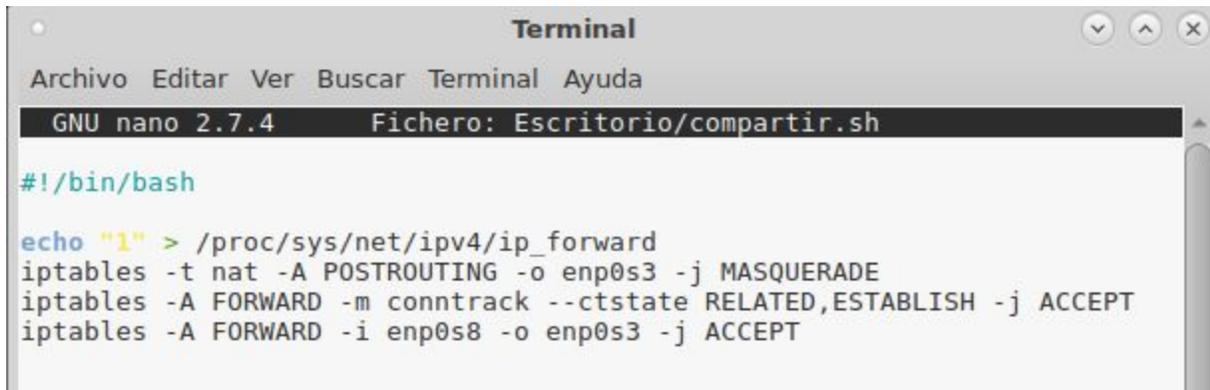 Terminal
Archivo Editar Ver Buscar Terminal Ayuda
GNU nano 2.7.4 Fichero: Escritorio/compartir.sh
#!/bin/bash
echo "1" > /proc/sys/net/ipv4/ip_forward
iptables -t nat -A POSTROUTING -o enp0s3 -j MASQUERADE
iptables -A FORWARD -m conntrack --ctstate RELATED,ESTABLISH -j ACCEPT
iptables -A FORWARD -i enp0s8 -o enp0s3 -j ACCEPT